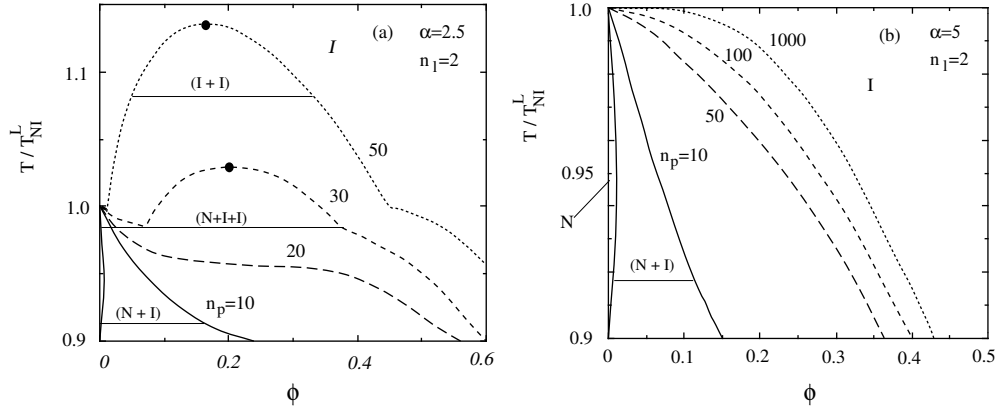 (a)
α=2.5
n_l=2
I
(I + I)
50
30
(N+I+I)
20
n_p=10
(N + I)
1.1
1.0
0.9
T / T_NI^L
0
0.2
0.4
0.6
ϕ
(b)
α=5
n_l=2
1000
100
I
50
n_p=10
N
(N + I)
1.0
0.95
0.9
T / T_NI^L
0
0.1
0.2
0.3
0.4
0.5
ϕ